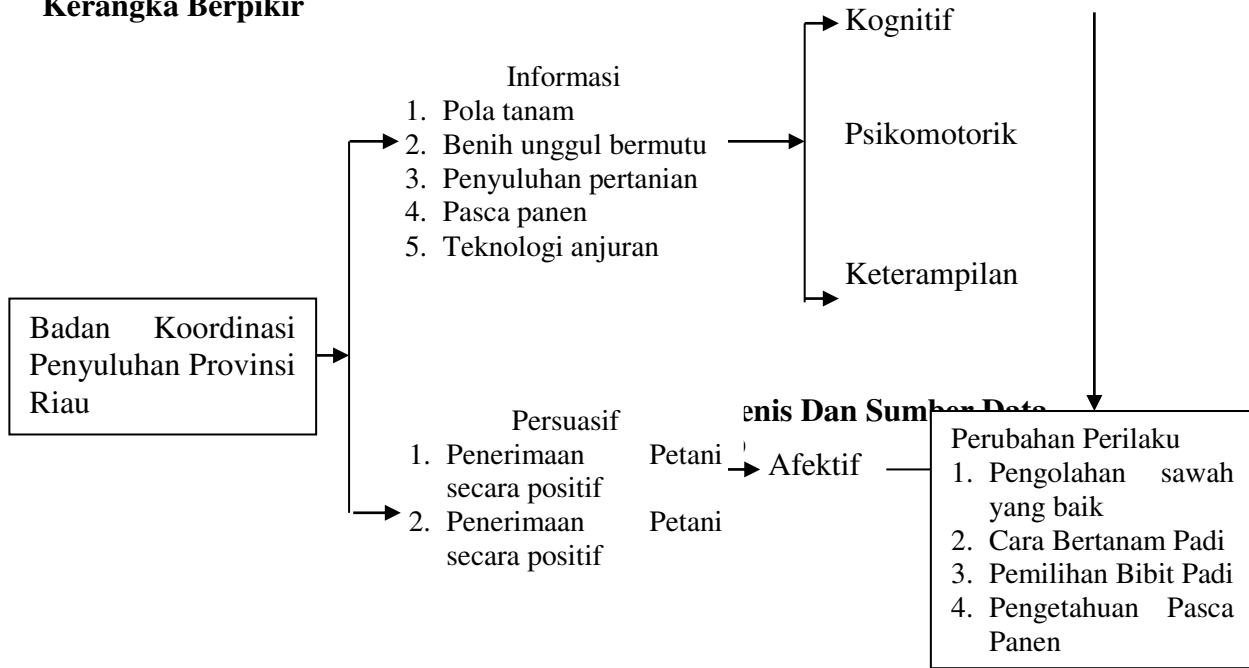 Kerangka Berpikir
Kognitif
Informasi
1. Pola tanam
2. Benih unggul bermutu
3. Penyuluhan pertanian
4. Pasca panen
5. Teknologi anjuran
Psikomotorik
Keterampilan
Badan Koordinasi
Penyuluhan Provinsi
Riau
Persuasif
1. Penerimaan Petani
secara positif
2. Penerimaan Petani
secara positif
Dan Sumber Data
Afektif
Perubahan Perilaku
1. Pengolahan sawah
yang baik
2. Cara Bertanam Padi
3. Pemilihan Bibit Padi
4. Pengetahuan Pasca
Panen